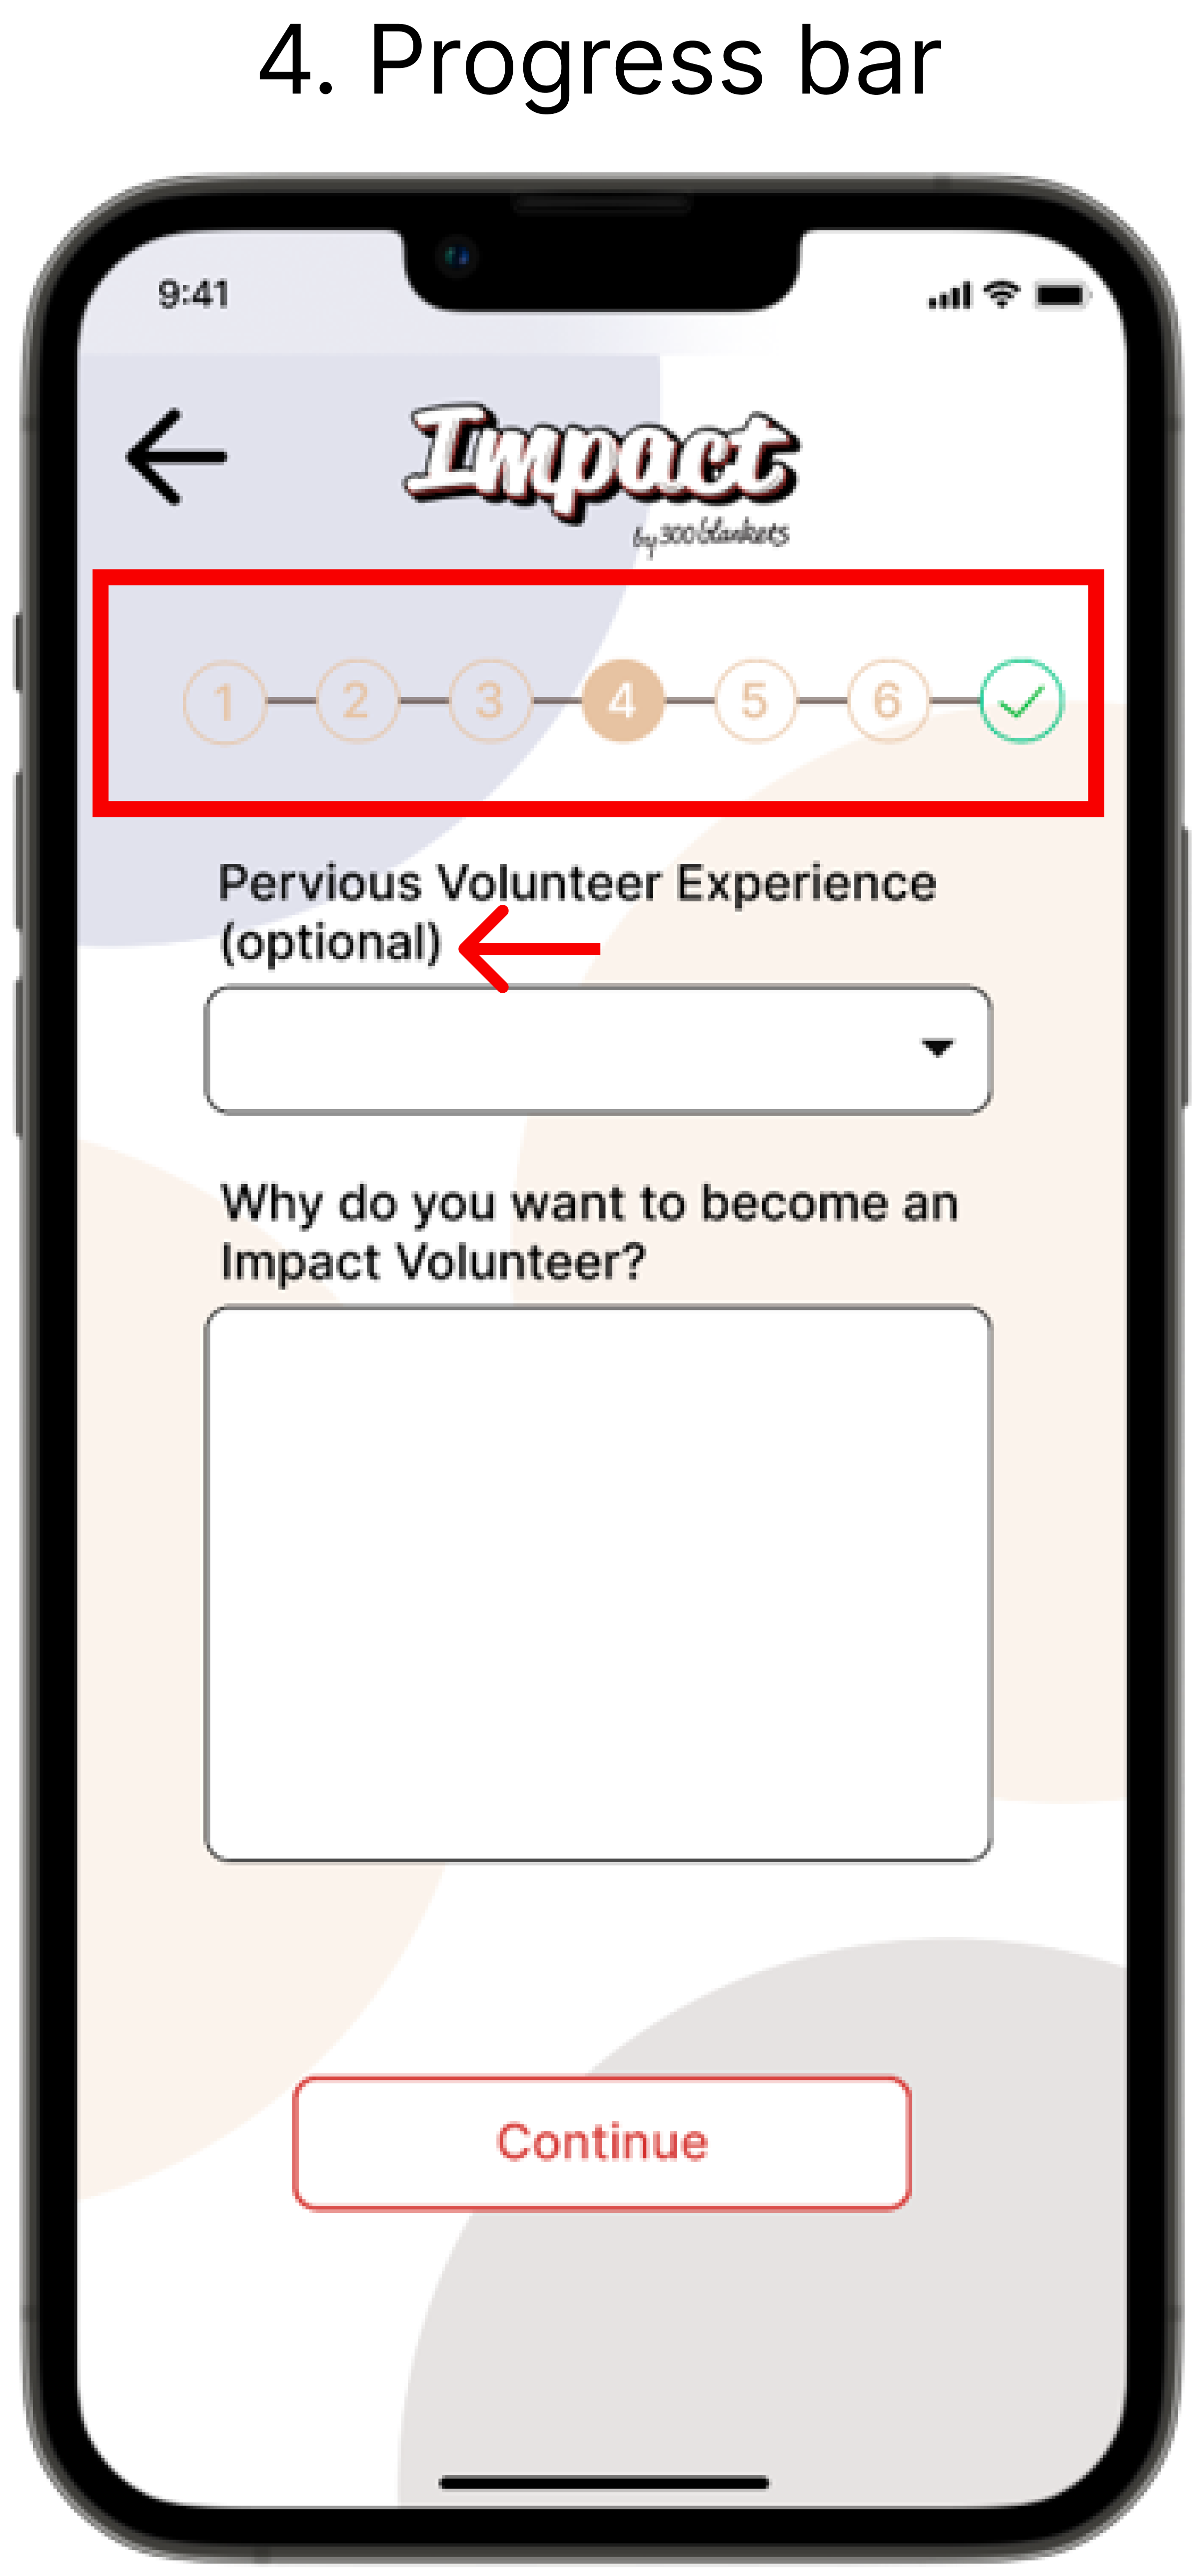 4. Progress bar
9:41
Impact
by 300 blankets
1 2 3 4 5 6
Pervious Volunteer Experience
(optional)
Why do you want to become an
Impact Volunteer?
Continue